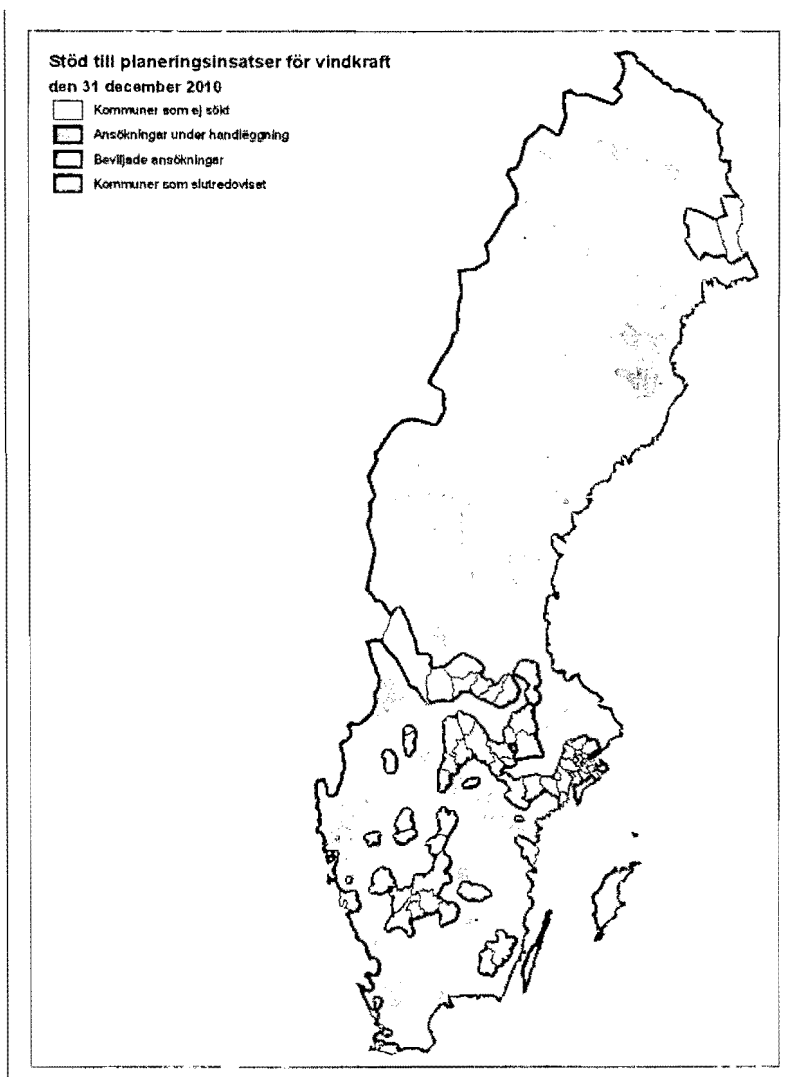 Stöd till planeringsinsatser för vindkraft
den 31 december 2010
Kommuner som ej sökt
Ansökningar under handläggning
Beviljade ansökningar
Kommuner som slutredovisat